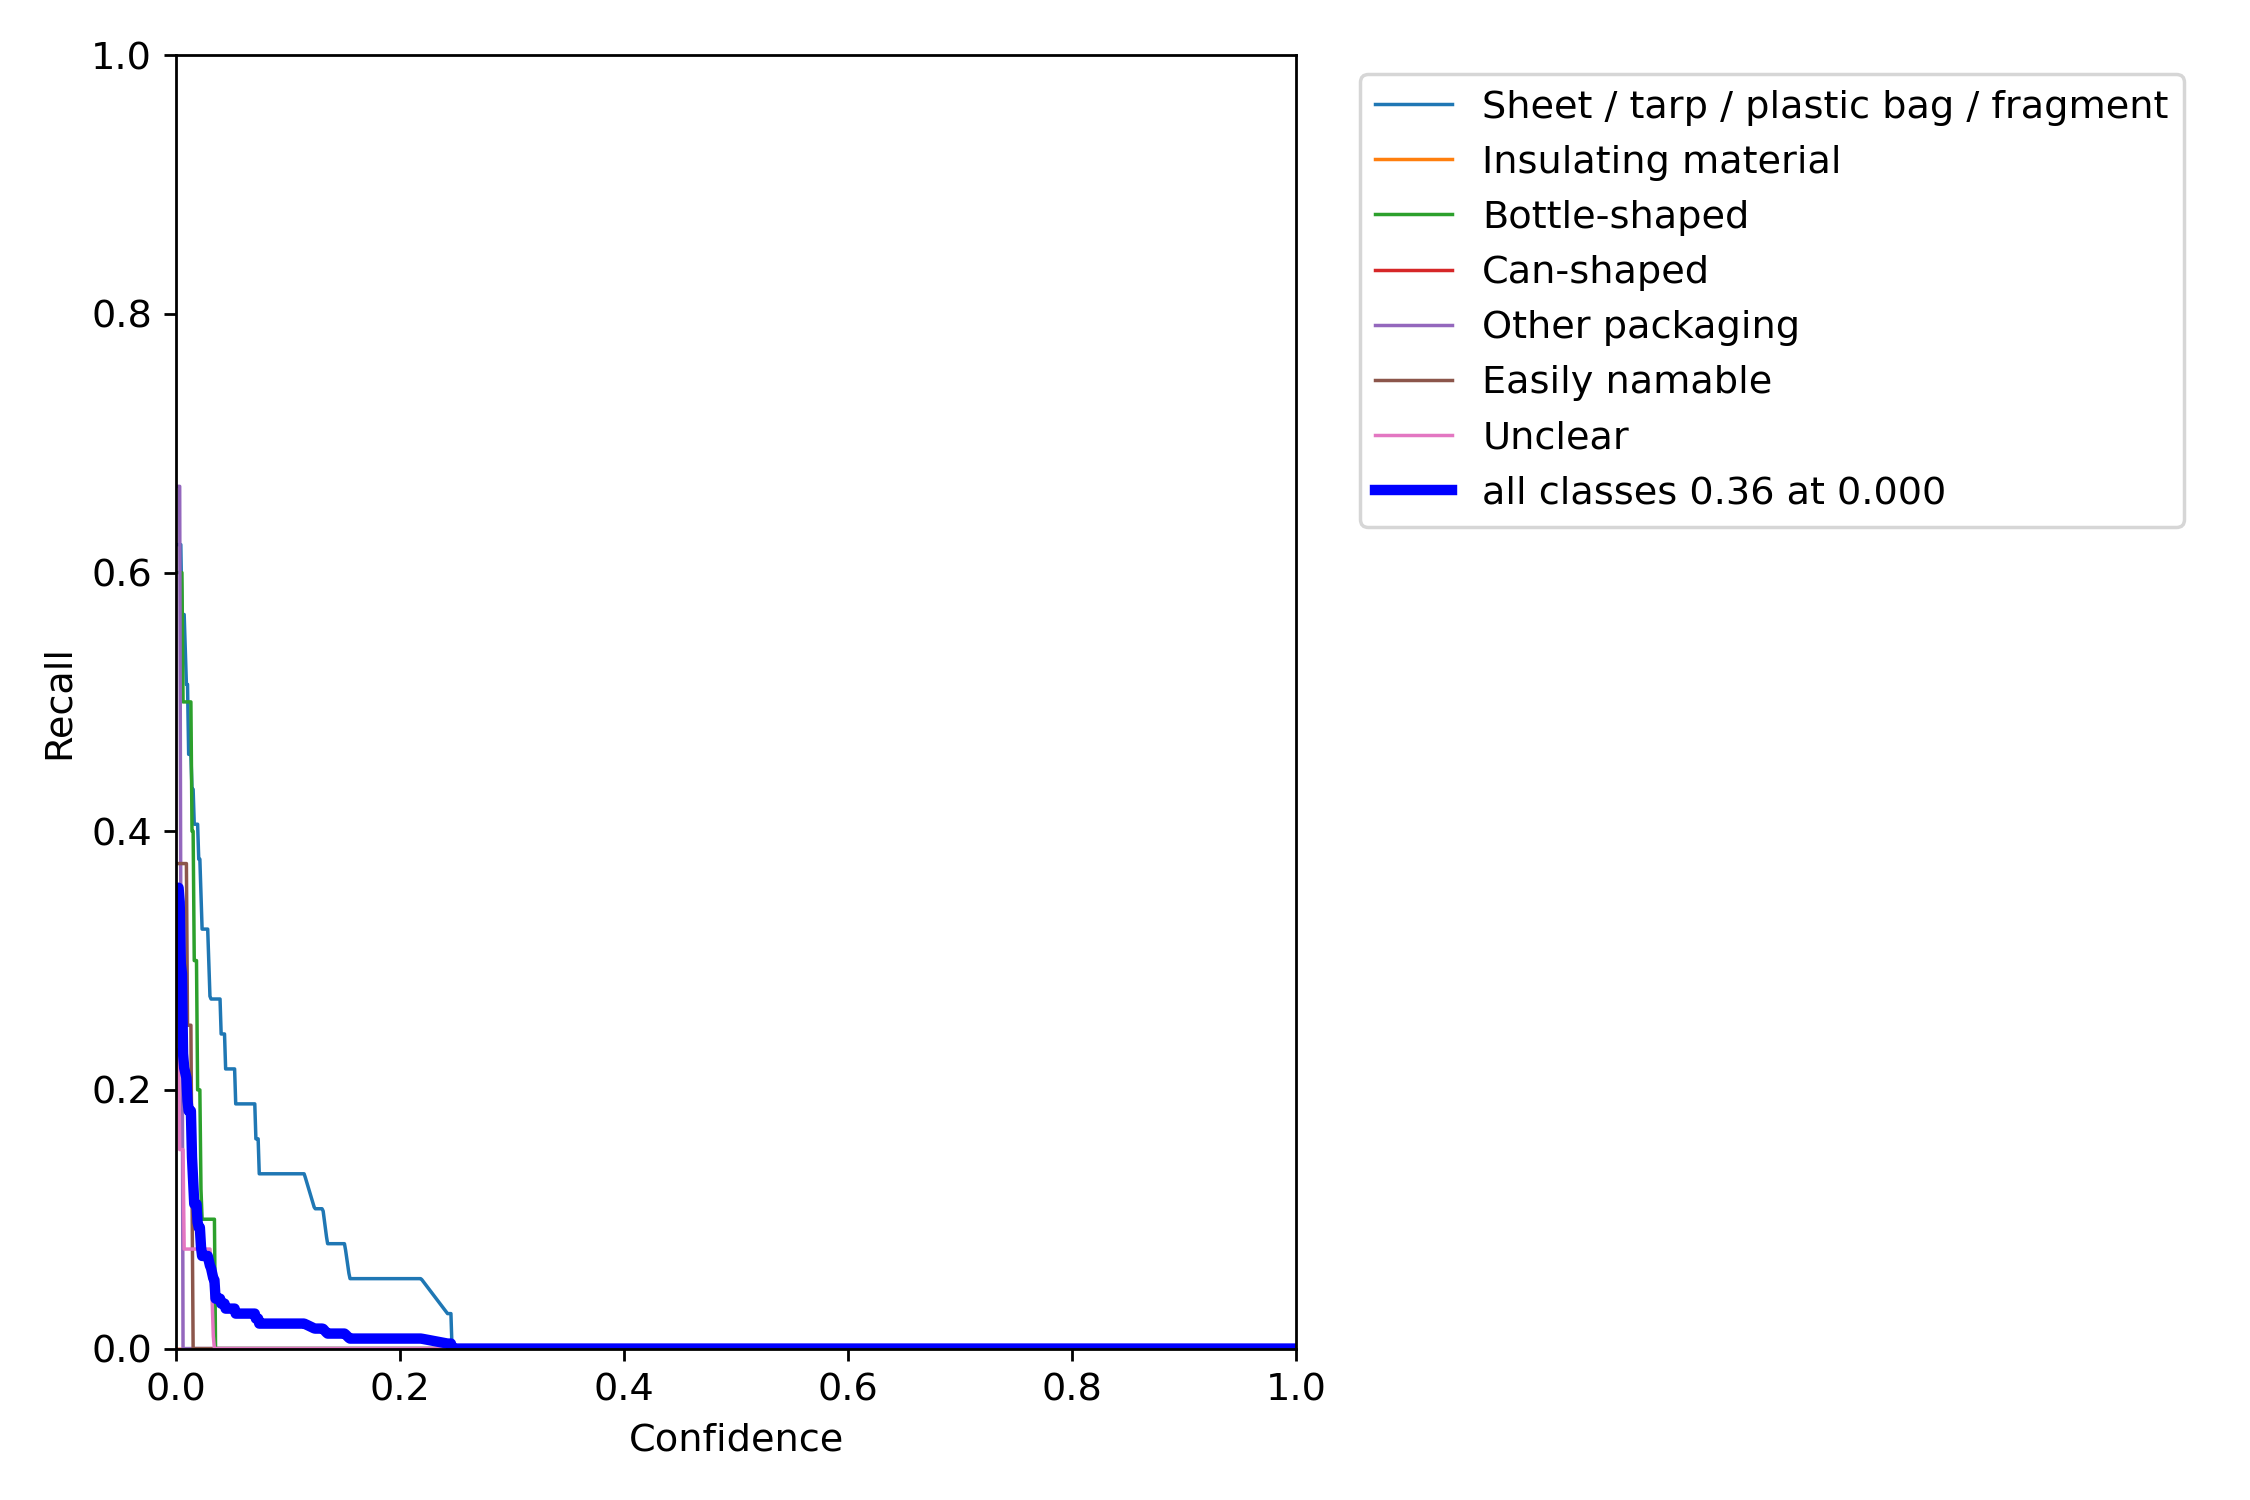 1.0
0.8
0.6
0.4
0.2
0.0
Recall
0.0 0.2 0.4 0.6 0.8 1.0
Confidence
Sheet / tarp / plastic bag / fragment
Insulating material
Bottle-shaped
Can-shaped
Other packaging
Easily namable
Unclear
all classes 0.36 at 0.000